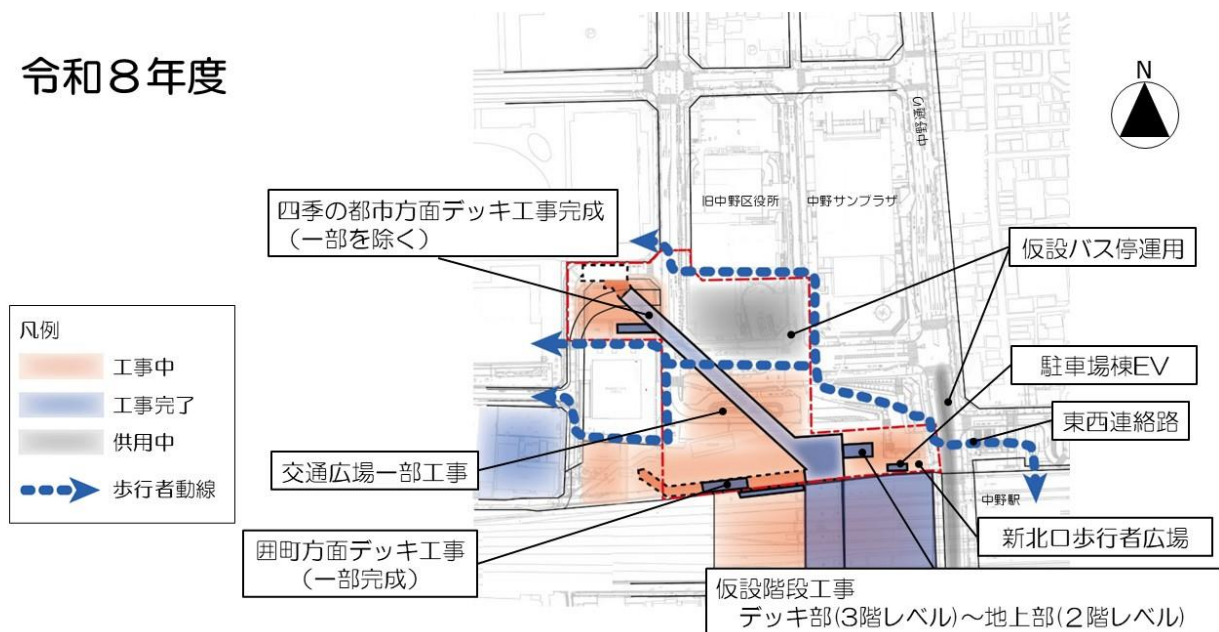 令和８年度
N
中野通り
四季の都市方面デッキ工事完成
（一部を除く）
旧中野区役所
中野サンプラザ
仮設バス停運用
凡例
工事中
工事完了
供用中
歩行者動線
駐車場棟EV
東西連絡路
交通広場一部工事
中野駅
新北口歩行者広場
囲町方面デッキ工事
（一部完成）
仮設階段工事
デッキ部(3階レベル)～地上部(２階レベル)